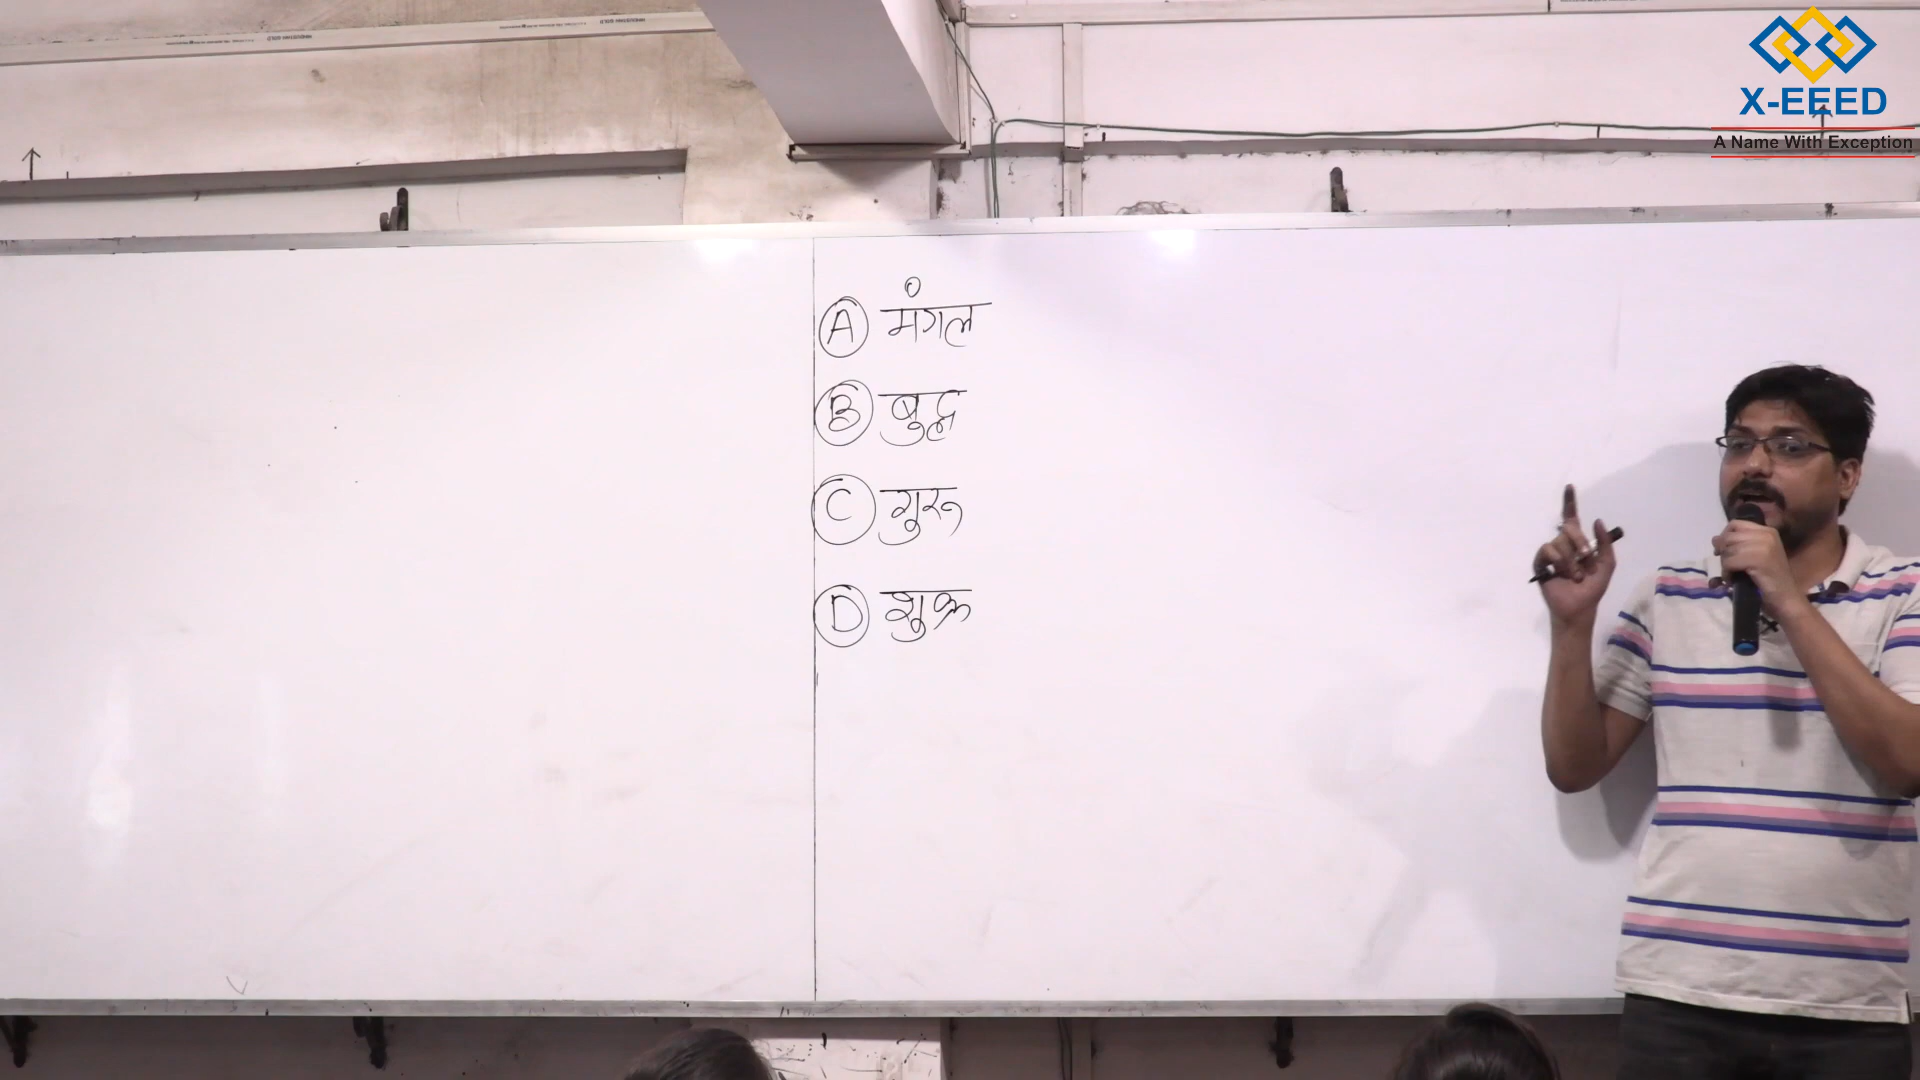 X-EEED
A Name With Exception
A मंगल
B बुद्ध
C गुरू
D शुक्र